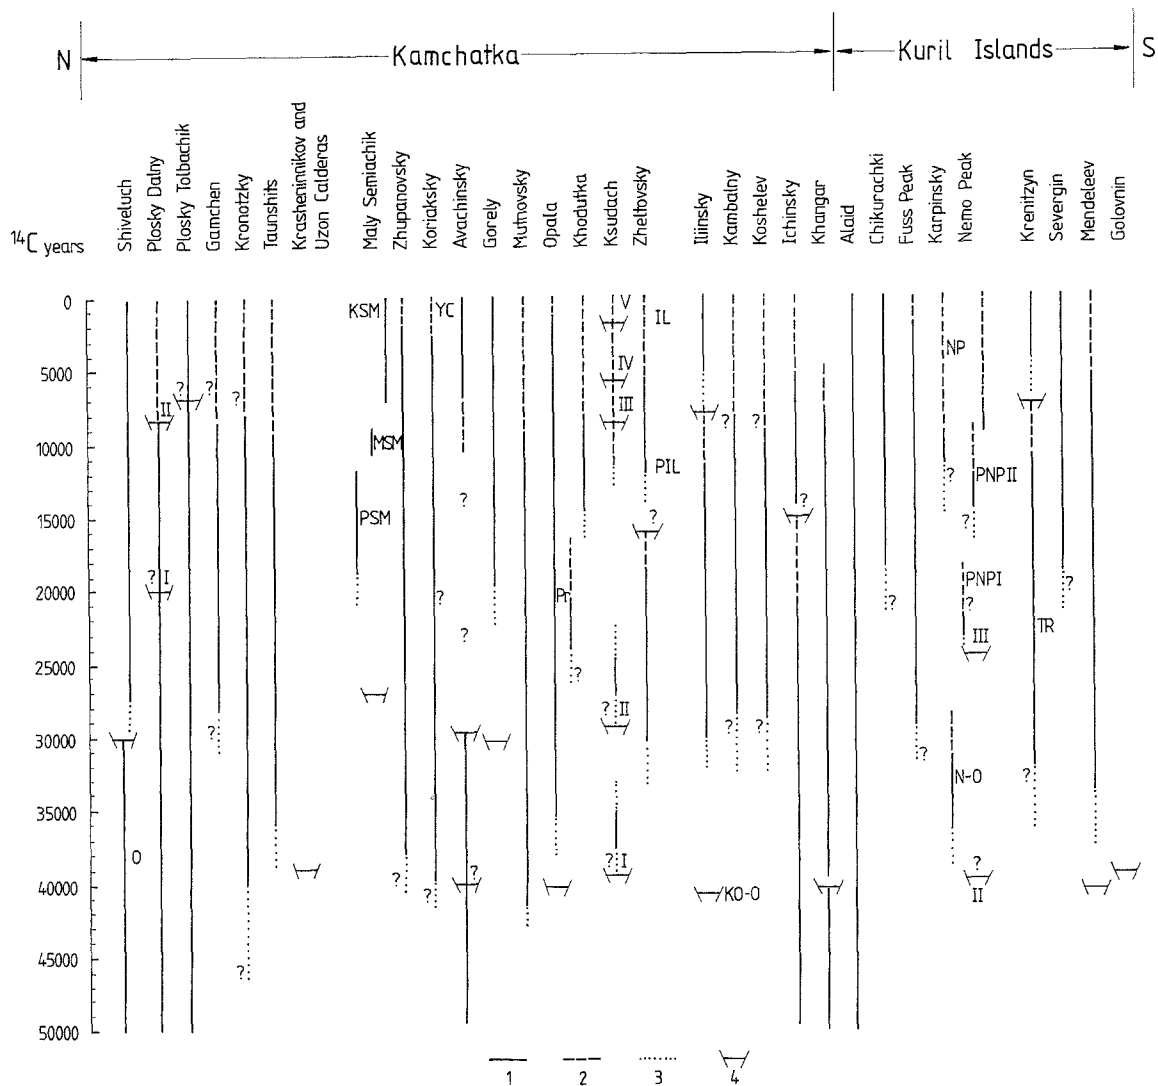 N Kamchatka Kuril Islands S
Shiveluch
Plosky Dalny
Plosky Tolbachik
Gamchen
Kronotzky
Taunshits
Krasheninnikov and
Uzon Calderas
Maly Semiachik
Zhupanovsky
Koriaksky
Avachinsky
Gorely
Mutnovsky
Opala
Khodutka
Ksudach
Zheltovsky
Iliinsky
Kambalny
Koshelev
Ichinsky
Khangar
Alaid
Chikurachki
Fuss Peak
Karpinsky
Nemo Peak
Krenitzyn
Severgin
Mendeleev
Golovnin
¹⁴C years
0 KSM YC V IL
NP
5000 ? ? ? IV
II III ? ?
10000 MSM
PIL ? PNPII
? ?
15000 PSM ? ?
? I PNPI
20000 ? Pr ? ? ?
? TR
III
25000 ?
? II
? ? ?
30000 ?
N-O ?
35000
O ? I ?
? ?
40000 ? KO-O II
45000 ?
50000
1 2 3 4